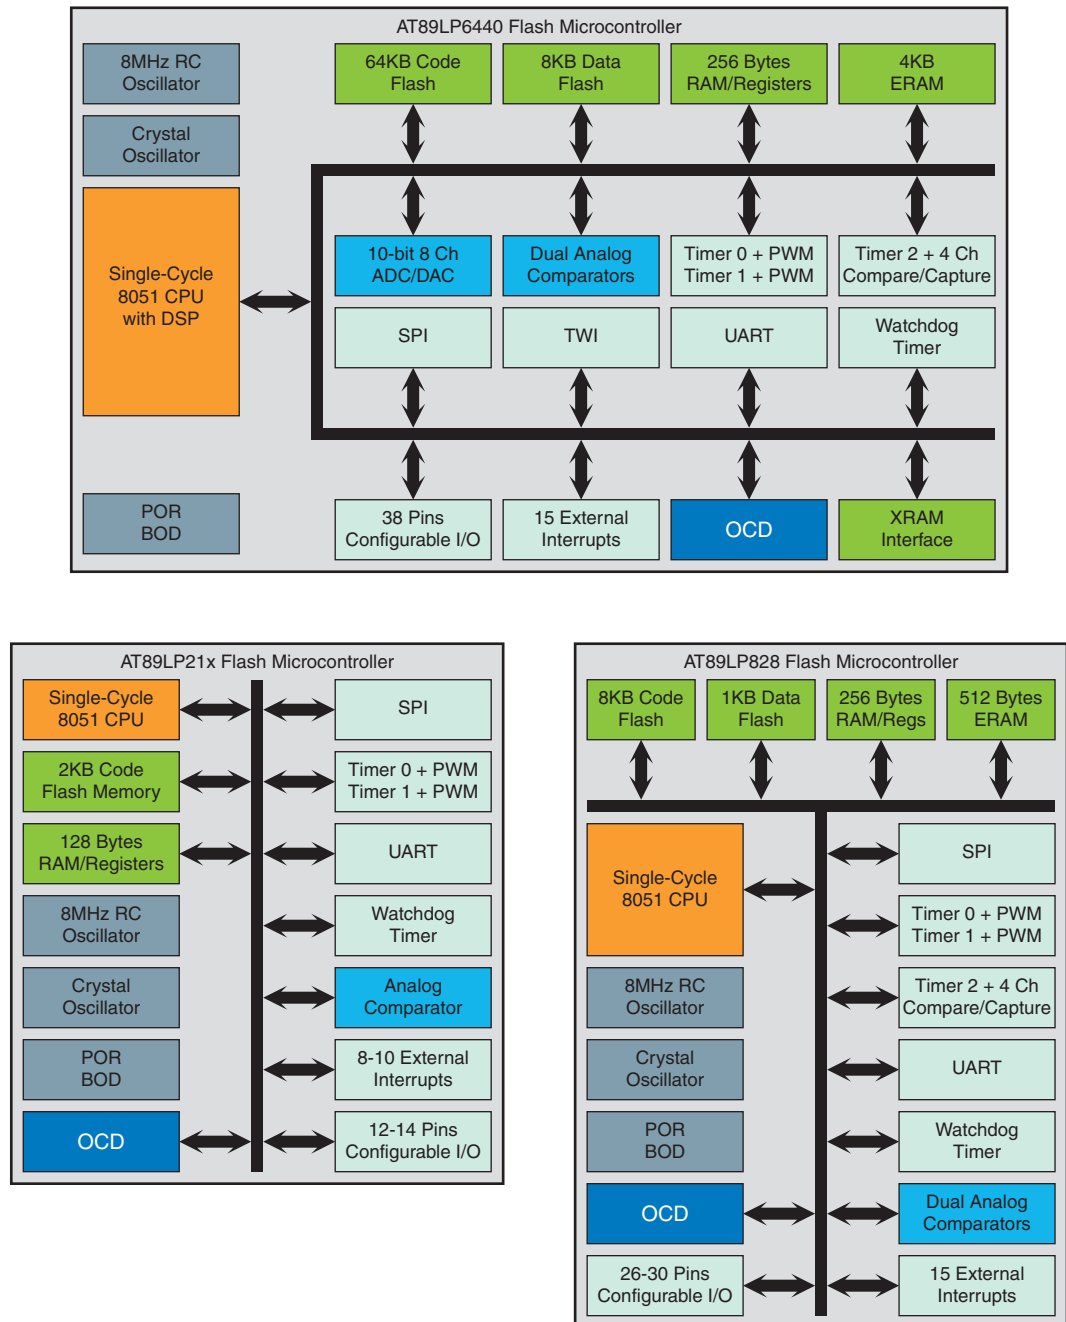 AT89LP6440 Flash Microcontroller
8MHz RC
Oscillator
64KB Code
Flash
8KB Data
Flash
256 Bytes
RAM/Registers
4KB
ERAM
Crystal
Oscillator
Single-Cycle
8051 CPU
with DSP
10-bit 8 Ch
ADC/DAC
Dual Analog
Comparators
Timer 0 + PWM
Timer 1 + PWM
Timer 2 + 4 Ch
Compare/Capture
SPI
TWI
UART
Watchdog
Timer
POR
BOD
38 Pins
Configurable I/O
15 External
Interrupts
OCD
XRAM
Interface
AT89LP21x Flash Microcontroller
Single-Cycle
8051 CPU
SPI
2KB Code
Flash Memory
Timer 0 + PWM
Timer 1 + PWM
128 Bytes
RAM/Registers
UART
8MHz RC
Oscillator
Watchdog
Timer
Crystal
Oscillator
Analog
Comparator
POR
BOD
8-10 External
Interrupts
OCD
12-14 Pins
Configurable I/O
AT89LP828 Flash Microcontroller
8KB Code
Flash
1KB Data
Flash
256 Bytes
RAM/Regs
512 Bytes
ERAM
Single-Cycle
8051 CPU
SPI
Timer 0 + PWM
Timer 1 + PWM
8MHz RC
Oscillator
Timer 2 + 4 Ch
Compare/Capture
Crystal
Oscillator
UART
POR
BOD
Watchdog
Timer
OCD
Dual Analog
Comparators
26-30 Pins
Configurable I/O
15 External
Interrupts